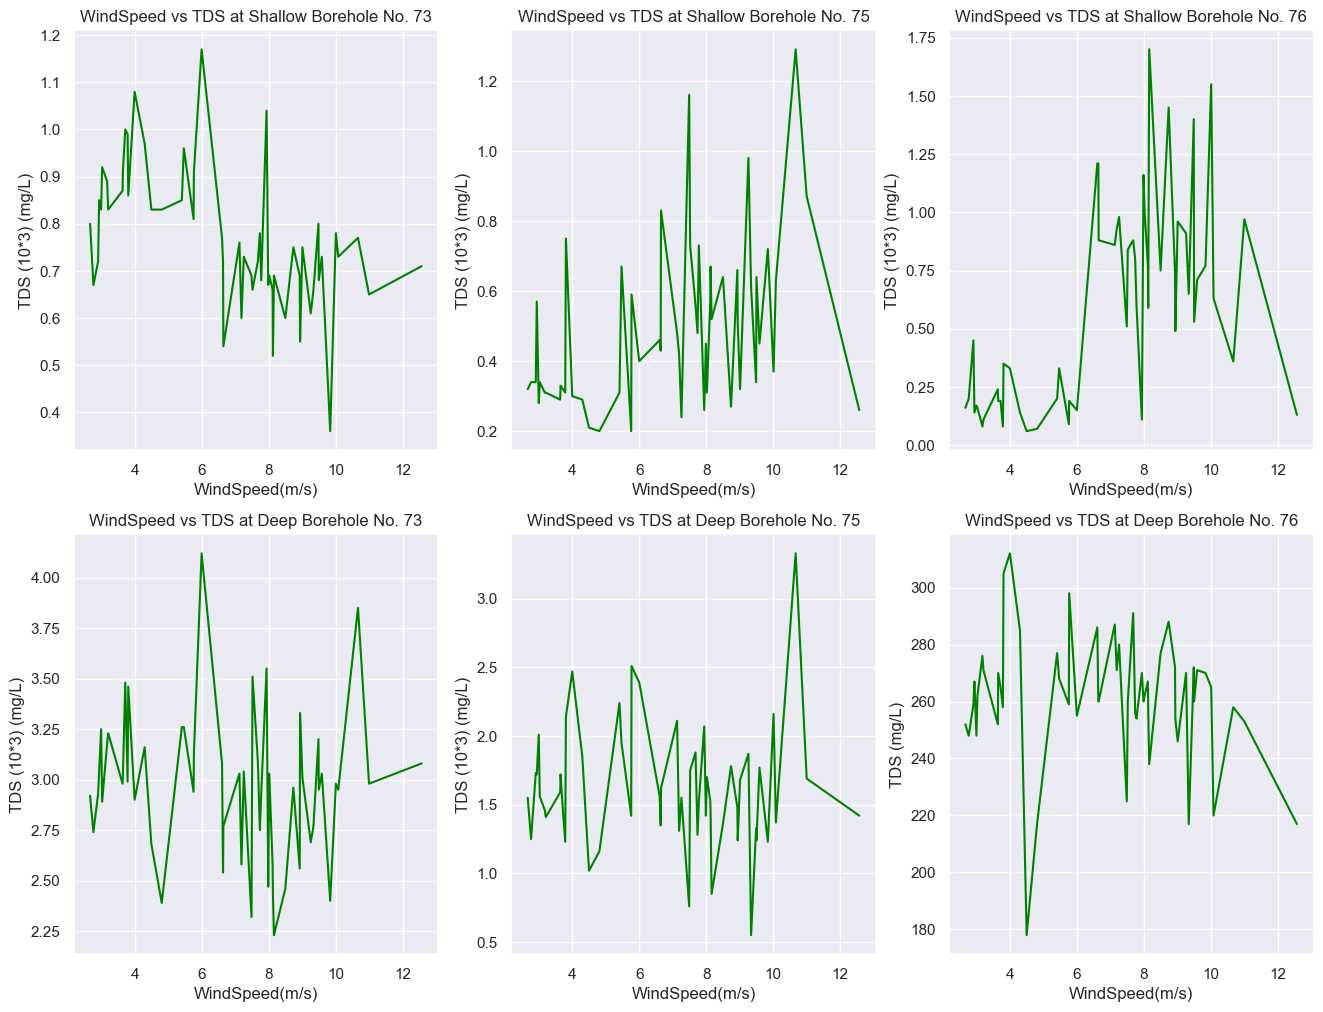 WindSpeed vs TDS at Shallow Borehole No. 73
TDS (10*3) (mg/L)
1.2
1.1
1.0
0.9
0.8
0.7
0.6
0.5
0.4
4 6 8 10 12
WindSpeed(m/s)
WindSpeed vs TDS at Shallow Borehole No. 75
TDS (10*3) (mg/L)
1.2
1.0
0.8
0.6
0.4
0.2
4 6 8 10 12
WindSpeed(m/s)
WindSpeed vs TDS at Shallow Borehole No. 76
TDS (10*3) (mg/L)
1.75
1.50
1.25
1.00
0.75
0.50
0.25
0.00
4 6 8 10 12
WindSpeed(m/s)
WindSpeed vs TDS at Deep Borehole No. 73
TDS (10*3) (mg/L)
4.00
3.75
3.50
3.25
3.00
2.75
2.50
2.25
4 6 8 10 12
WindSpeed(m/s)
WindSpeed vs TDS at Deep Borehole No. 75
TDS (10*3) (mg/L)
3.0
2.5
2.0
1.5
1.0
0.5
4 6 8 10 12
WindSpeed(m/s)
WindSpeed vs TDS at Deep Borehole No. 76
TDS (mg/L)
300
280
260
240
220
200
180
4 6 8 10 12
WindSpeed(m/s)